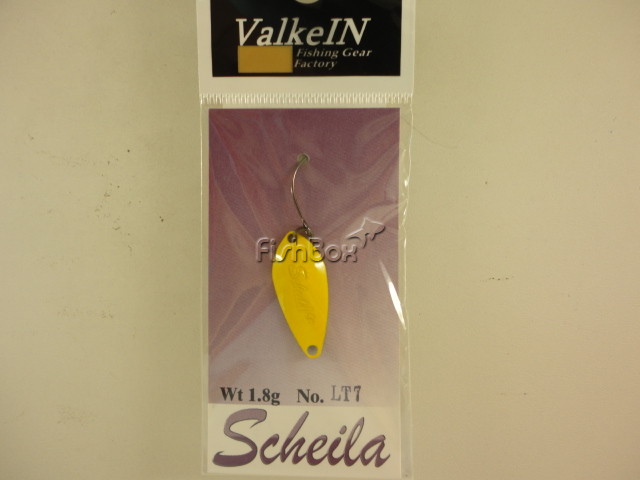 ValkeIN
Fishing Gear
Factory
FishBox
Wt 1.8g No. LT7
Scheila